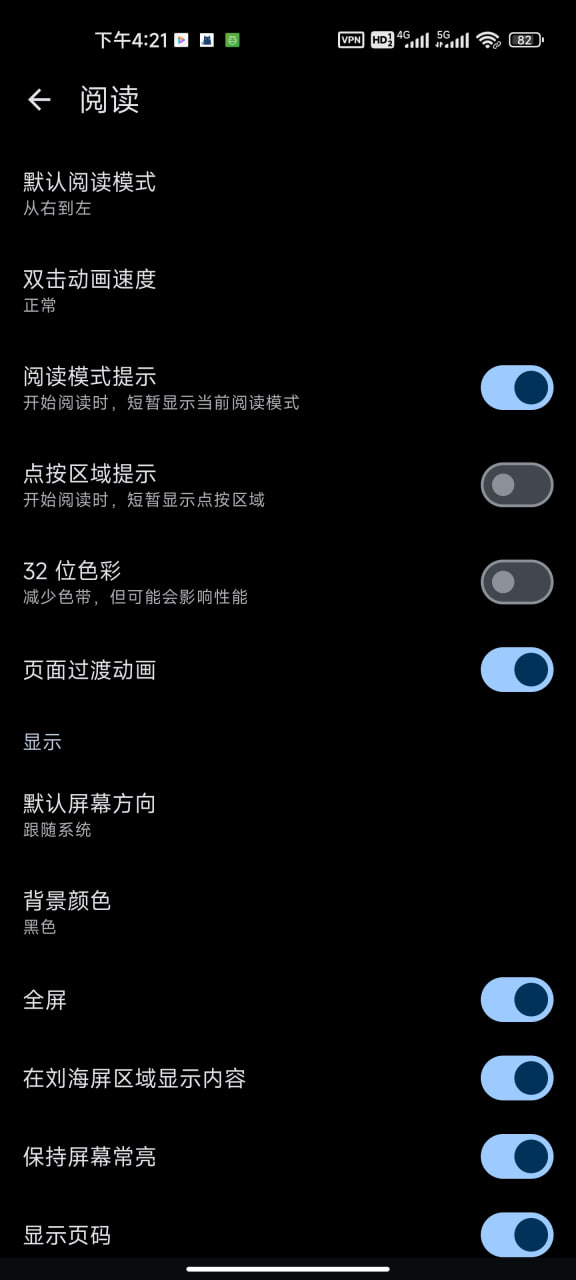 下午4:21 VPN HD 1 2 4G 5G 82
阅读
默认阅读模式
从右到左
双击动画速度
正常
阅读模式提示
开始阅读时，短暂显示当前阅读模式
点按区域提示
开始阅读时，短暂显示点按区域
32 位色彩
减少色带，但可能会影响性能
页面过渡动画
显示
默认屏幕方向
跟随系统
背景颜色
黑色
全屏
在刘海屏区域显示内容
保持屏幕常亮
显示页码